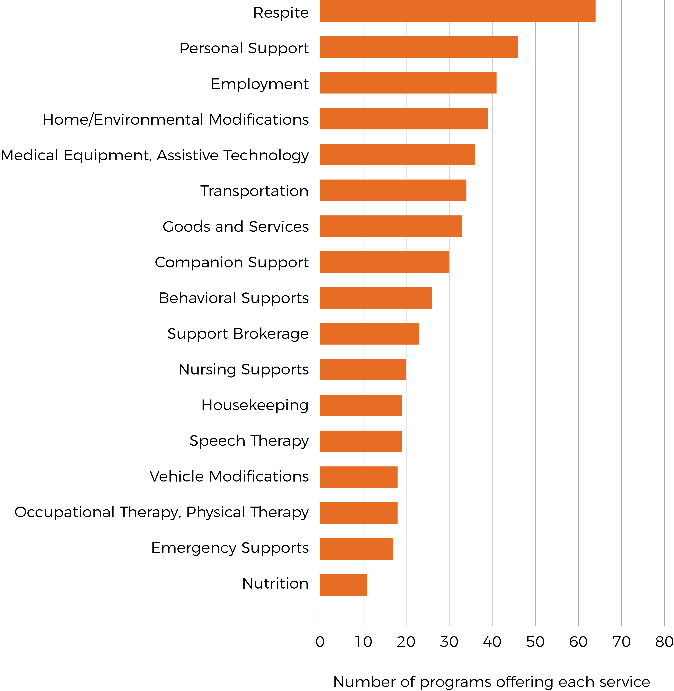 Respite
Personal Support
Employment
Home/Environmental Modifications
Medical Equipment, Assistive Technology
Transportation
Goods and Services
Companion Support
Behavioral Supports
Support Brokerage
Nursing Supports
Housekeeping
Speech Therapy
Vehicle Modifications
Occupational Therapy, Physical Therapy
Emergency Supports
Nutrition
0 10 20 30 40 50 60 70 80
Number of programs offering each service